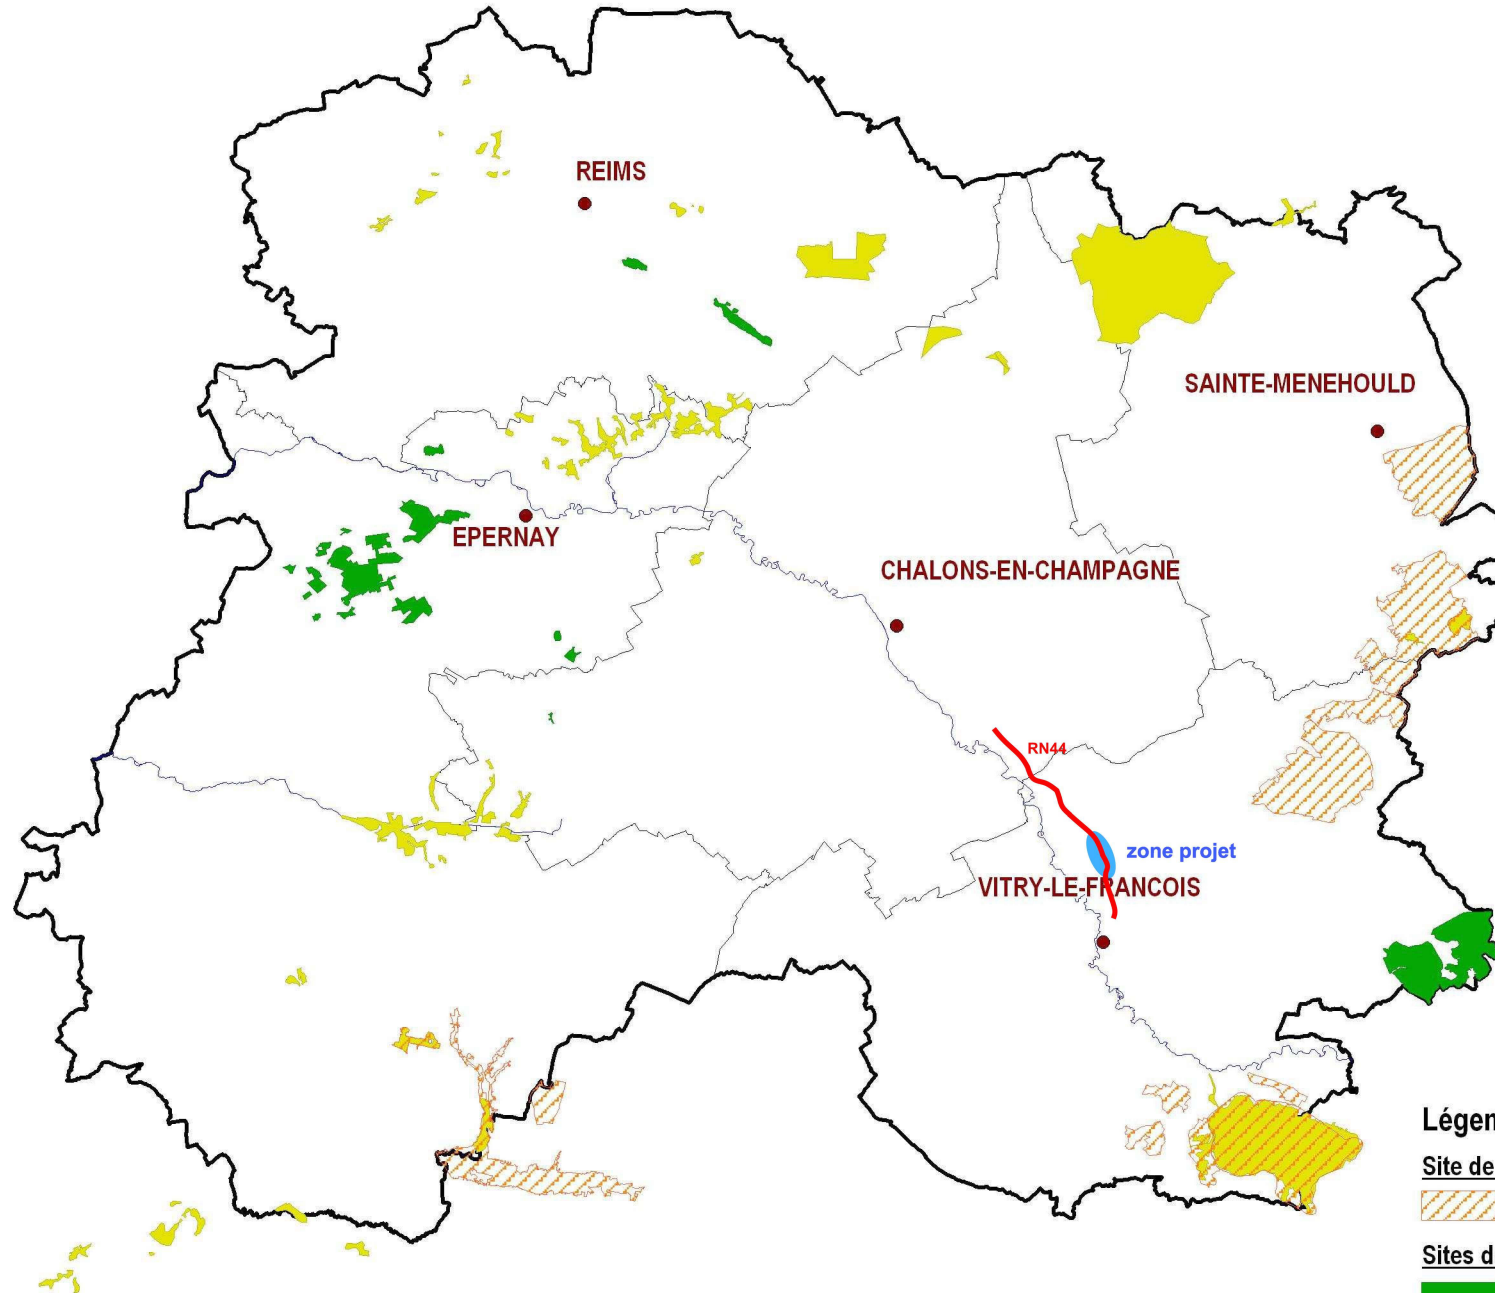 REIMS
SAINTE-MENEHOULD
EPERNAY
CHALONS-EN-CHAMPAGNE
RN44
zone projet
VITRY-LE-FRANCOIS
Légen
Site de
Sites d